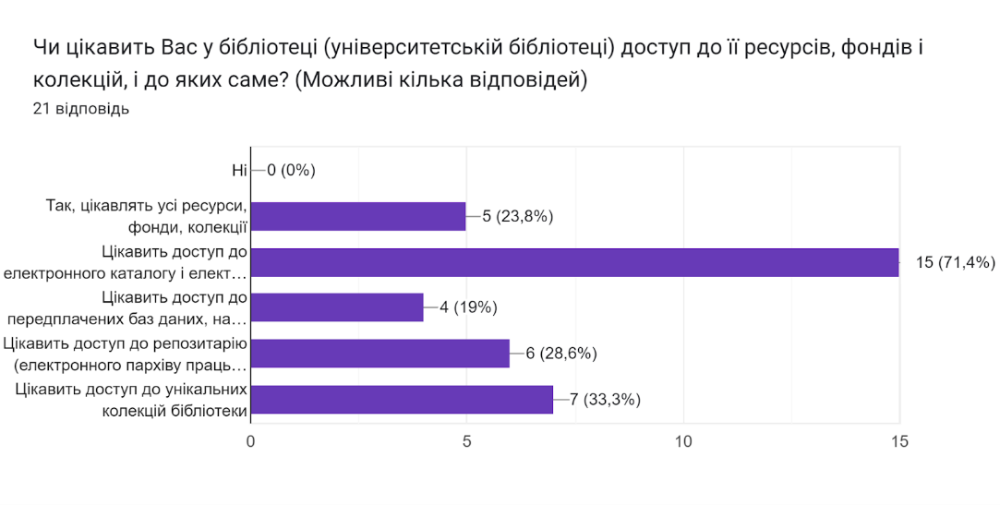 Чи цікавить Вас у бібліотеці (університетській бібліотеці) доступ до її ресурсів, фондів і
колекцій, і до яких саме? (Можливі кілька відповідей)
21 відповідь
Ні
0 (0%)
Так, цікавлять усі ресурси,
фонди, колекції
5 (23,8%)
Цікавить доступ до
електронного каталогу і елект…
15 (71,4%)
Цікавить доступ до
передплачених баз даних, на…
4 (19%)
Цікавить доступ до репозитарію
(електронного пархіву праць…
6 (28,6%)
Цікавить доступ до унікальних
колекцій бібліотеки
7 (33,3%)
0 5 10 15